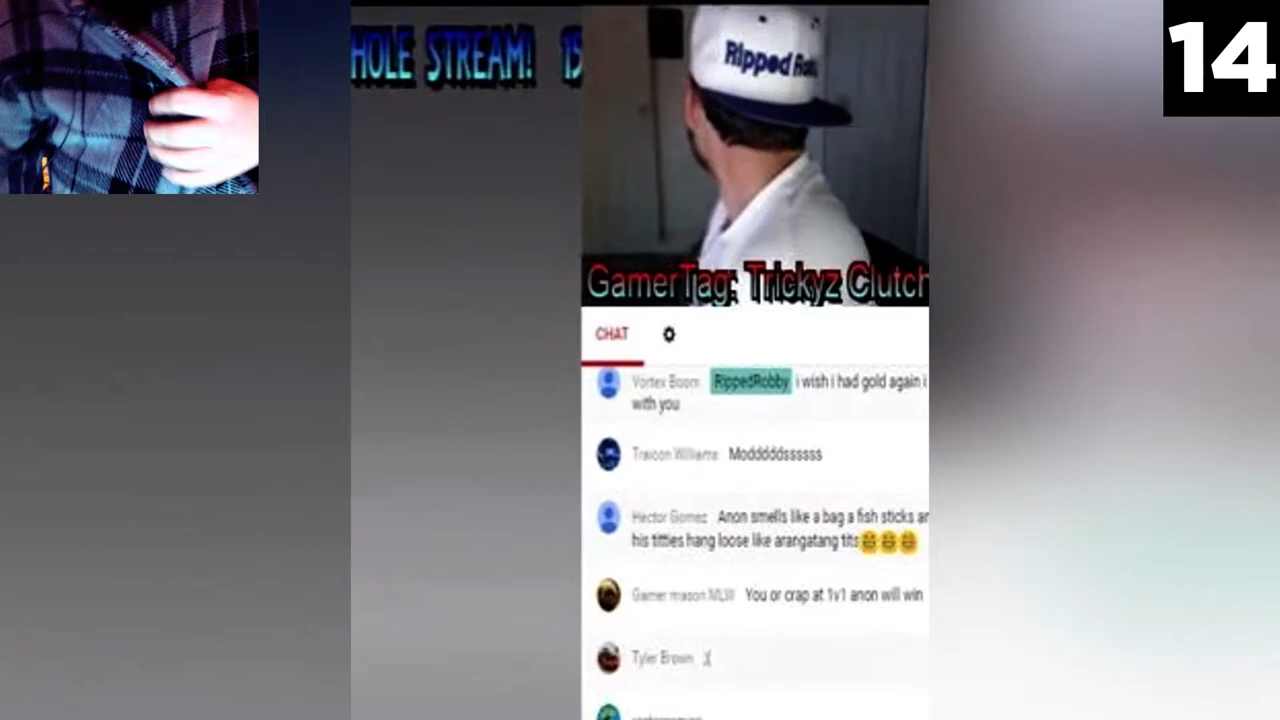 14
HOLE STREAM! 15
Ripped Rob
GamerTag: Trickyz Clutch
CHAT
Vortex Boom RippedRobby i wish i had gold again i
with you
Traicon Williams Modddddssssss
Hector Gomez Anon smells like a bag a fish sticks an
his titties hang loose like arangatang tits😆😆😆
Gamer mason MLW You or crap at 1v1 anon will win
Tyler Brown :(